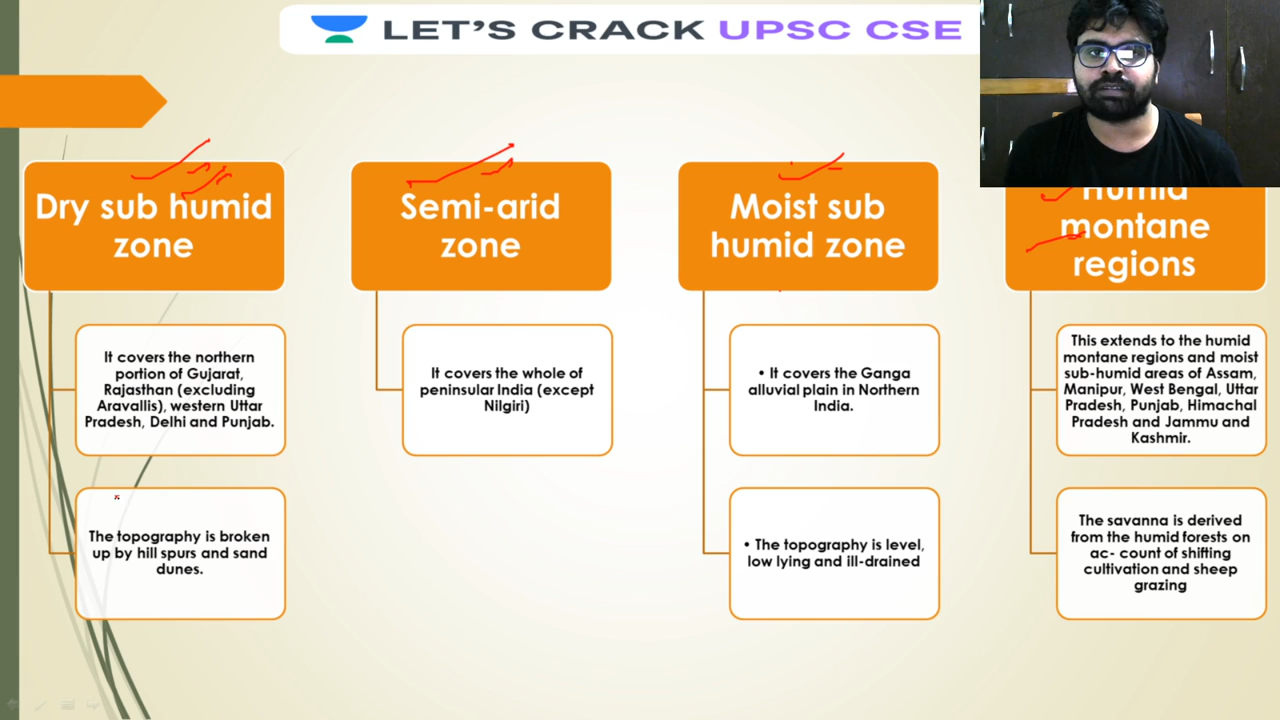 LET'S CRACK UPSC CSE
Dry sub humid
zone
It covers the northern
portion of Gujarat,
Rajasthan (excluding
Aravallis), western Uttar
Pradesh, Delhi and Punjab.
The topography is broken
up by hill spurs and sand
dunes.
Semi-arid
zone
It covers the whole of
peninsular India (except
Nilgiri)
Moist sub
humid zone
• It covers the Ganga
alluvial plain in Northern
India.
• The topography is level,
low lying and ill-drained
Humid
montane
regions
This extends to the humid
montane regions and moist
sub-humid areas of Assam,
Manipur, West Bengal, Uttar
Pradesh, Punjab, Himachal
Pradesh and Jammu and
Kashmir.
The savanna is derived
from the humid forests on
ac- count of shifting
cultivation and sheep
grazing